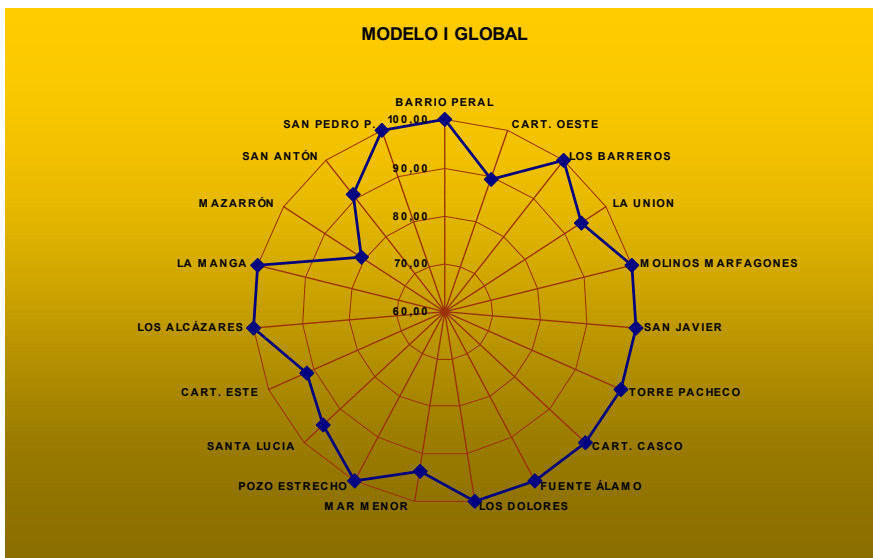 MODELO I GLOBAL
BARRIO PERAL
CART. OESTE
LOS BARREROS
LA UNION
MOLINOS MARFAGONES
SAN JAVIER
TORRE PACHECO
CART. CASCO
FUENTE ÁLAMO
LOS DOLORES
MAR MENOR
POZO ESTRECHO
SANTA LUCIA
CART. ESTE
LOS ALCÁZARES
LA MANGA
MAZARRÓN
SAN ANTÓN
SAN PEDRO P.
100,00
90,00
80,00
70,00
60,00